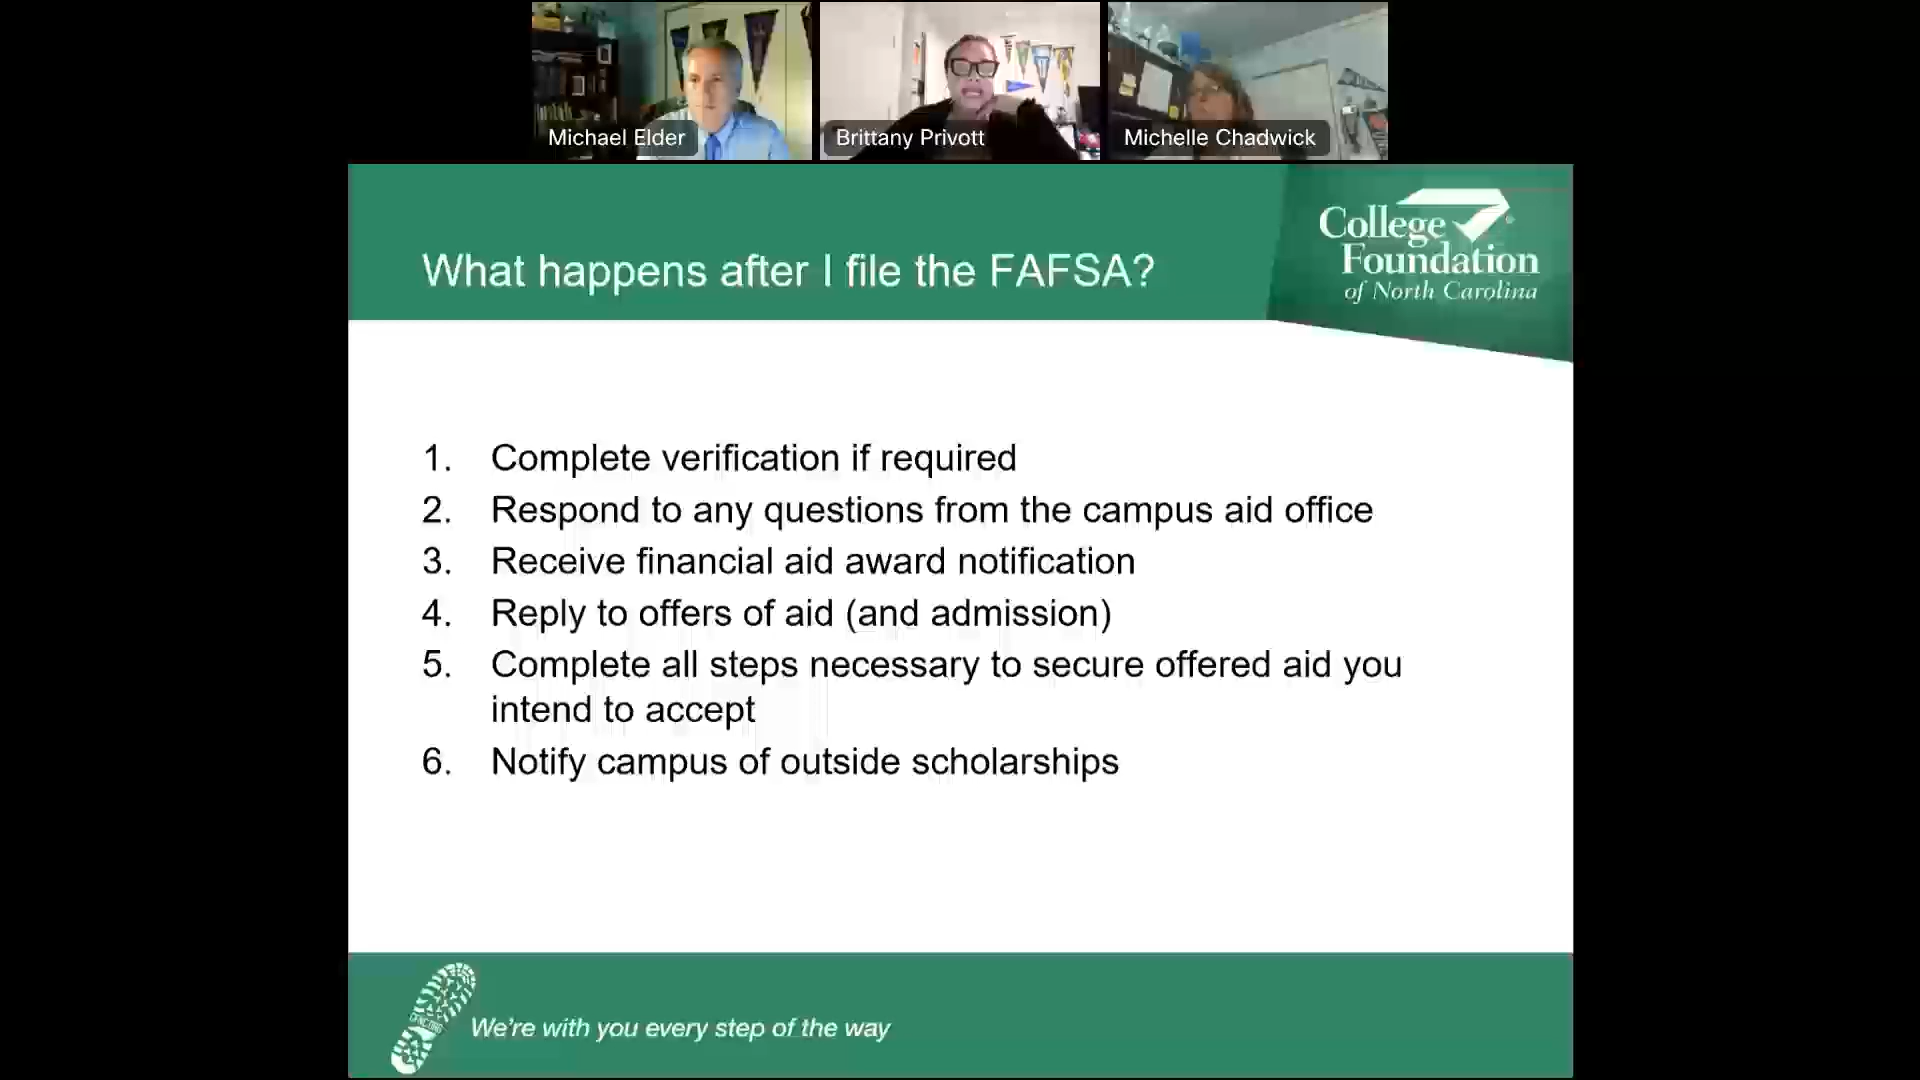 Michael Elder
Brittany Privott
Michelle Chadwick
What happens after I file the FAFSA?
College
Foundation
of North Carolina
1. Complete verification if required
2. Respond to any questions from the campus aid office
3. Receive financial aid award notification
4. Reply to offers of aid (and admission)
5. Complete all steps necessary to secure offered aid you
intend to accept
6. Notify campus of outside scholarships
We're with you every step of the way